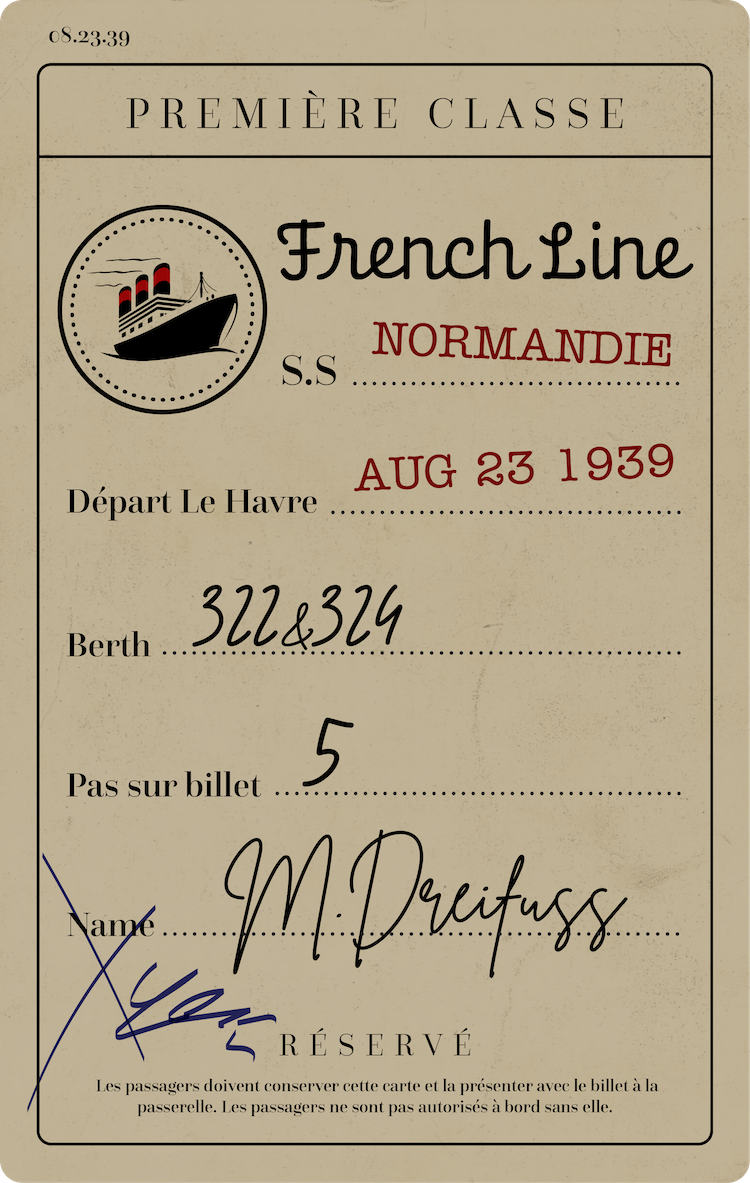 08.23.39
PREMIÈRE CLASSE
French Line
S.S NORMANDIE
Départ Le Havre AUG 23 1939
Berth 322&324
Pas sur billet 5
Name M. Dreifuss
RÉSERVÉ
Les passagers doivent conserver cette carte et la présenter avec le billet à la
passerelle. Les passagers ne sont pas autorisés à bord sans elle.